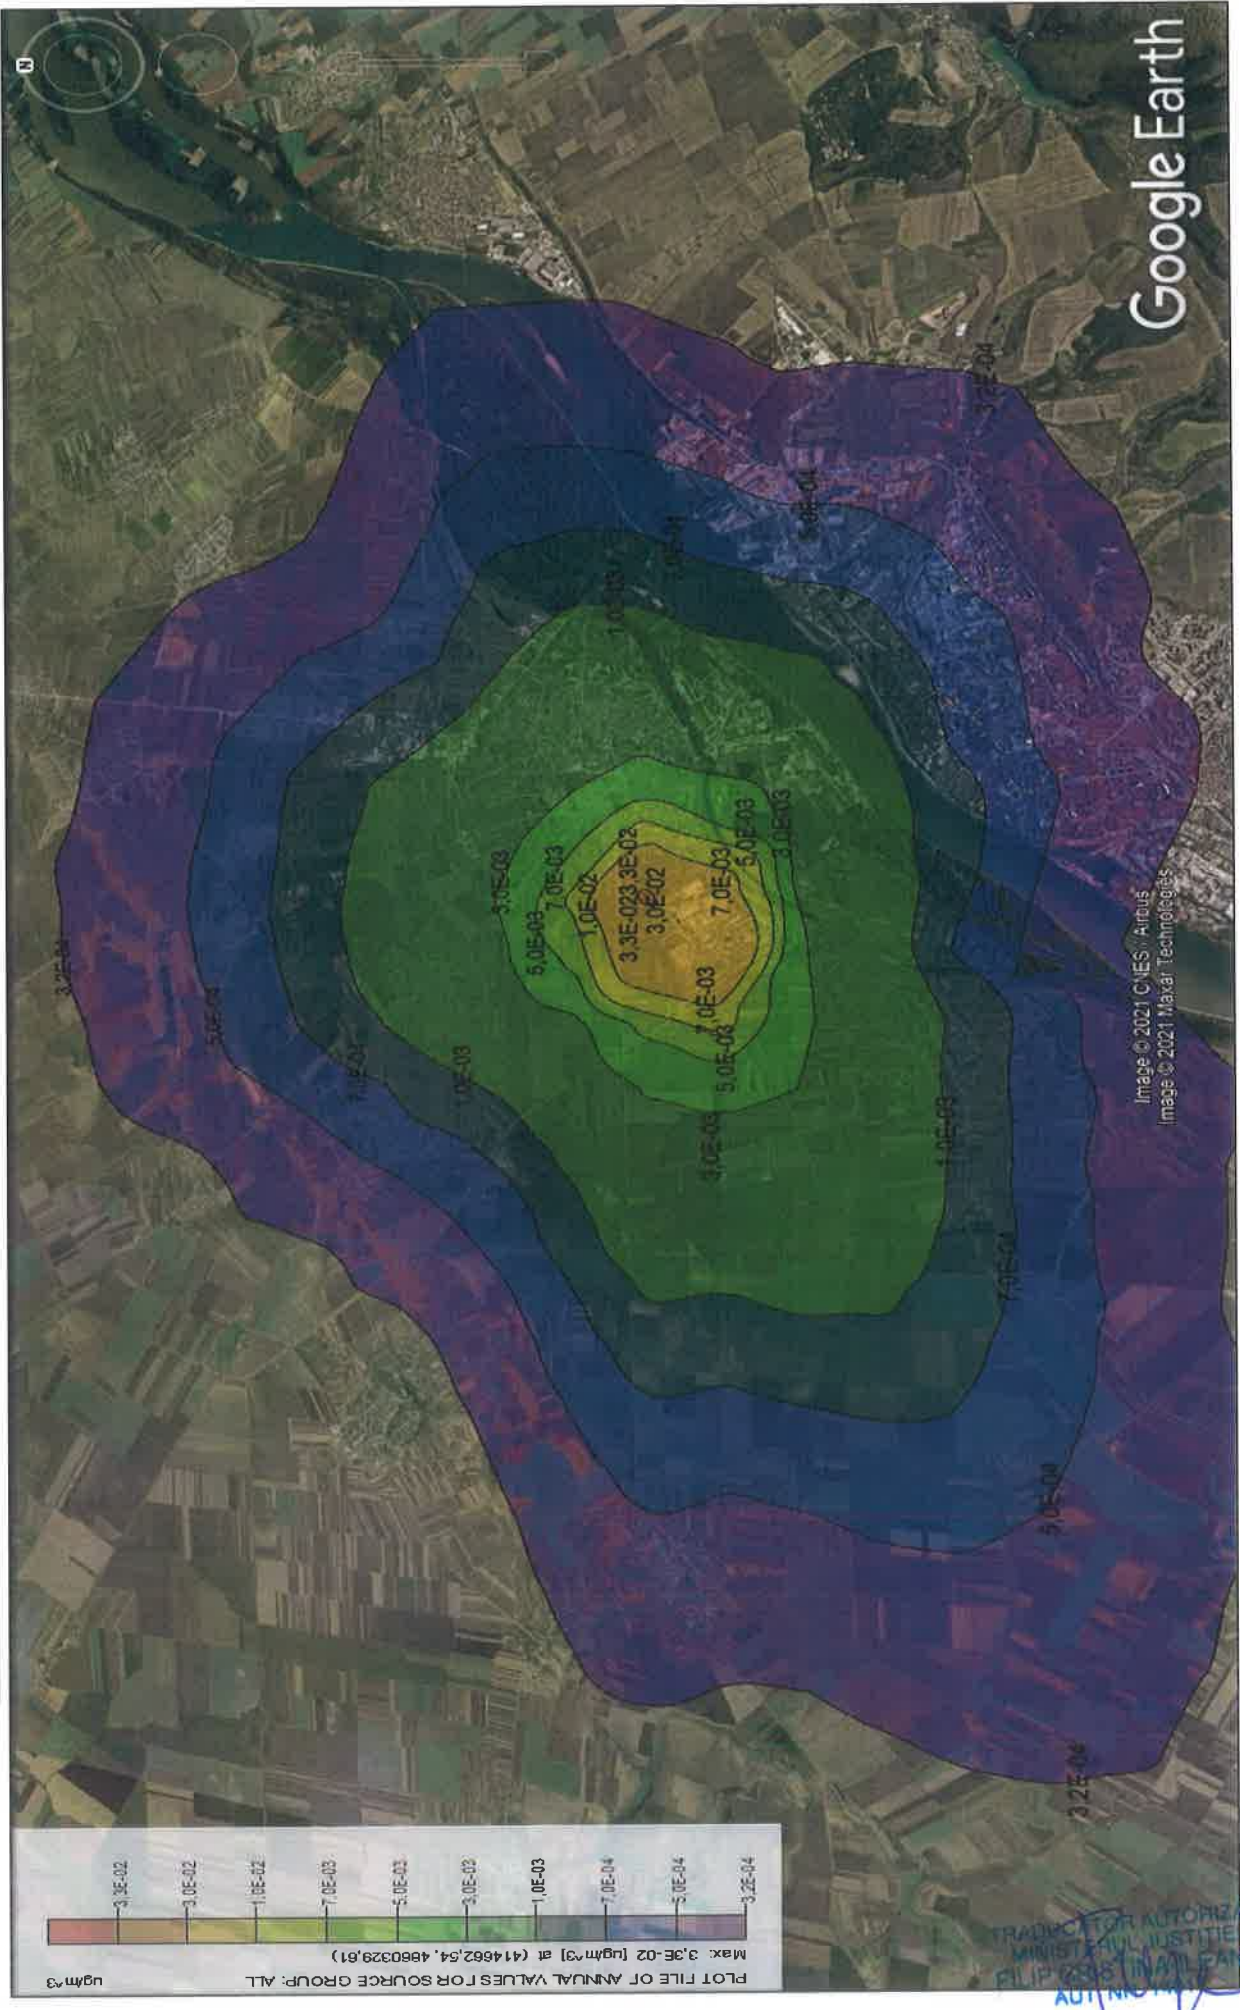 PLOT FILE OF ANNUAL VALUES FOR SOURCE GROUP: ALL
Max: 3,3E-02 [ug/m^3] at (414662,54, 4860329,61)
ug/m^3
3,3E-02
3,0E-02
1,0E-02
7,0E-03
5,0E-03
3,0E-03
1,0E-03
7,0E-04
5,0E-04
3,2E-04
N
3,2E-04
5,0E-04
7,0E-04
3,0E-03
5,0E-03
7,0E-03
1,0E-02
3,3E-02
3,3E-02
3,0E-02
7,0E-03
5,0E-03
3,0E-03
7,0E-03
5,0E-03
3,0E-03
1,0E-03
7,0E-04
5,0E-04
3,2E-04
1,0E-03
5,0E-04
3,2E-04
Image © 2021 CNES / Airbus
Image © 2021 Maxar Technologies
Google Earth
TRADUCATOR AUTORIZA
MINISTERUL JUSTITIEI